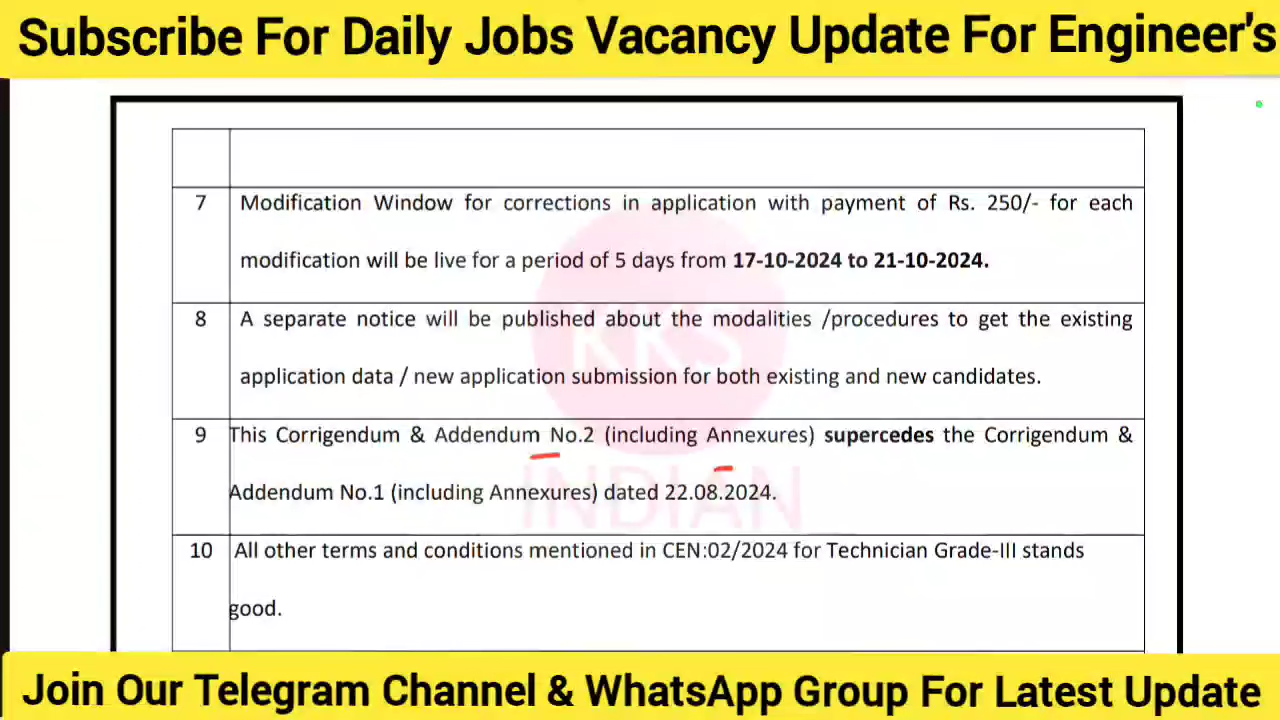 Subscribe For Daily Jobs Vacancy Update For Engineer's
7 Modification Window for corrections in application with payment of Rs. 250/- for each
modification will be live for a period of 5 days from 17-10-2024 to 21-10-2024.
8 A separate notice will be published about the modalities /procedures to get the existing
application data / new application submission for both existing and new candidates.
9 This Corrigendum & Addendum No.2 (including Annexures) supercedes the Corrigendum &
Addendum No.1 (including Annexures) dated 22.08.2024.
10 All other terms and conditions mentioned in CEN:02/2024 for Technician Grade-III stands
good.
KKS
INDIAN
Join Our Telegram Channel & WhatsApp Group For Latest Update